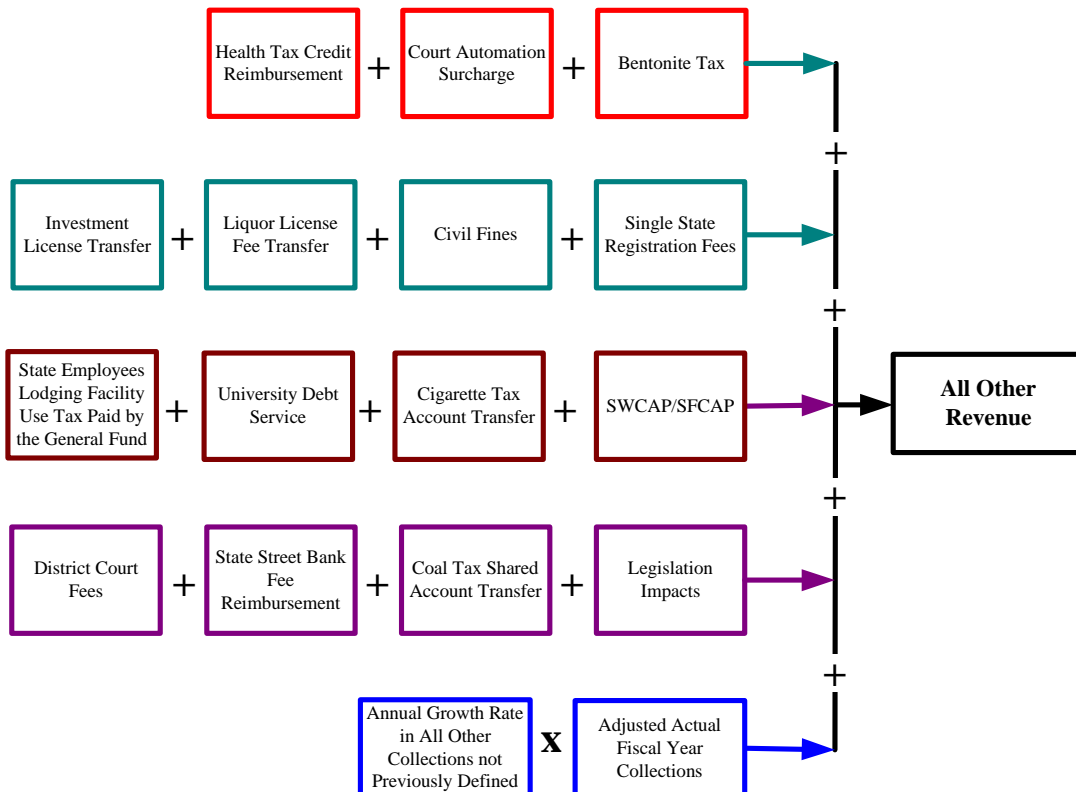 Health Tax Credit
Reimbursement
+
Court Automation
Surcharge
+
Bentonite Tax
+
Investment
License Transfer
+
Liquor License
Fee Transfer
+
Civil Fines
+
Single State
Registration Fees
+
State Employees
Lodging Facility
Use Tax Paid by
the General Fund
+
University Debt
Service
+
Cigarette Tax
Account Transfer
+
SWCAP/SFCAP
All Other
Revenue
+
District Court
Fees
+
State Street Bank
Fee
Reimbursement
+
Coal Tax Shared
Account Transfer
+
Legislation
Impacts
+
Annual Growth Rate
in All Other
Collections not
Previously Defined
x
Adjusted Actual
Fiscal Year
Collections